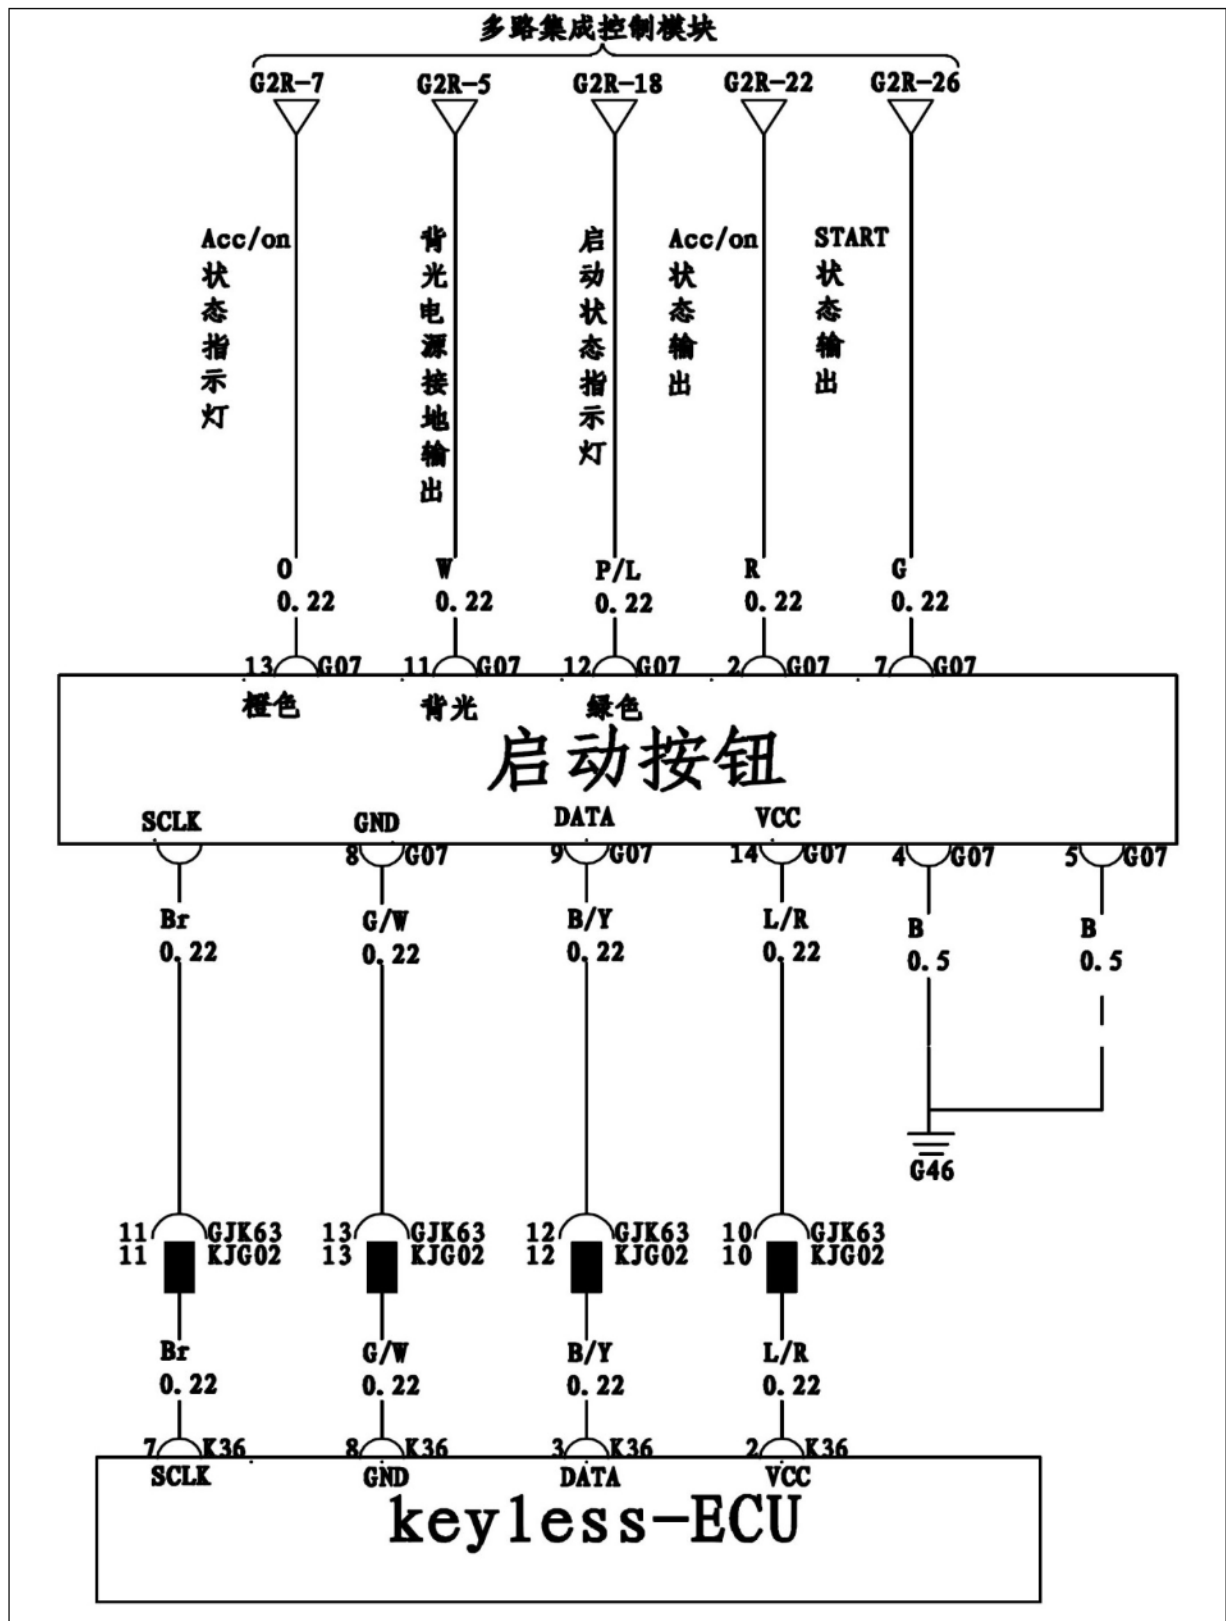 多路集成控制模块
G2R-7 G2R-5 G2R-18 G2R-22 G2R-26
Acc/on
状态指示灯
背光电源接地输出
启动状态指示灯
Acc/on
状态输出
START
状态输出
O W P/L R G
0.22 0.22 0.22 0.22 0.22
13 G07 11 G07 12 G07 2 G07 7 G07
橙色 背光 绿色
启动按钮
SCLK GND DATA VCC
8 G07 9 G07 14 G07 4 G07 5 G07
Br G/W B/Y L/R B B
0.22 0.22 0.22 0.22 0.5 0.5
G46
11 GJK63 13 GJK63 12 GJK63 10 GJK63
11 KJG02 13 KJG02 12 KJG02 10 KJG02
Br G/W B/Y L/R
0.22 0.22 0.22 0.22
7 K36 8 K36 3 K36 2 K36
SCLK GND DATA VCC
keyless-ECU